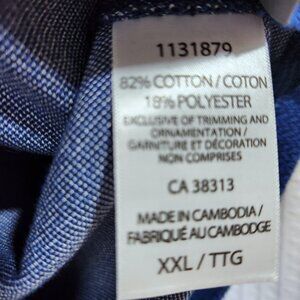 1131879
82% COTTON / COTON
18% POLYESTER
EXCLUSIVE OF TRIMMING AND
ORNAMENTATION /
GARNITURE ET DÉCORATION
NON COMPRISES
CA 38313
MADE IN CAMBODIA /
FABRIQUÉ AU CAMBODGE
XXL / TTG